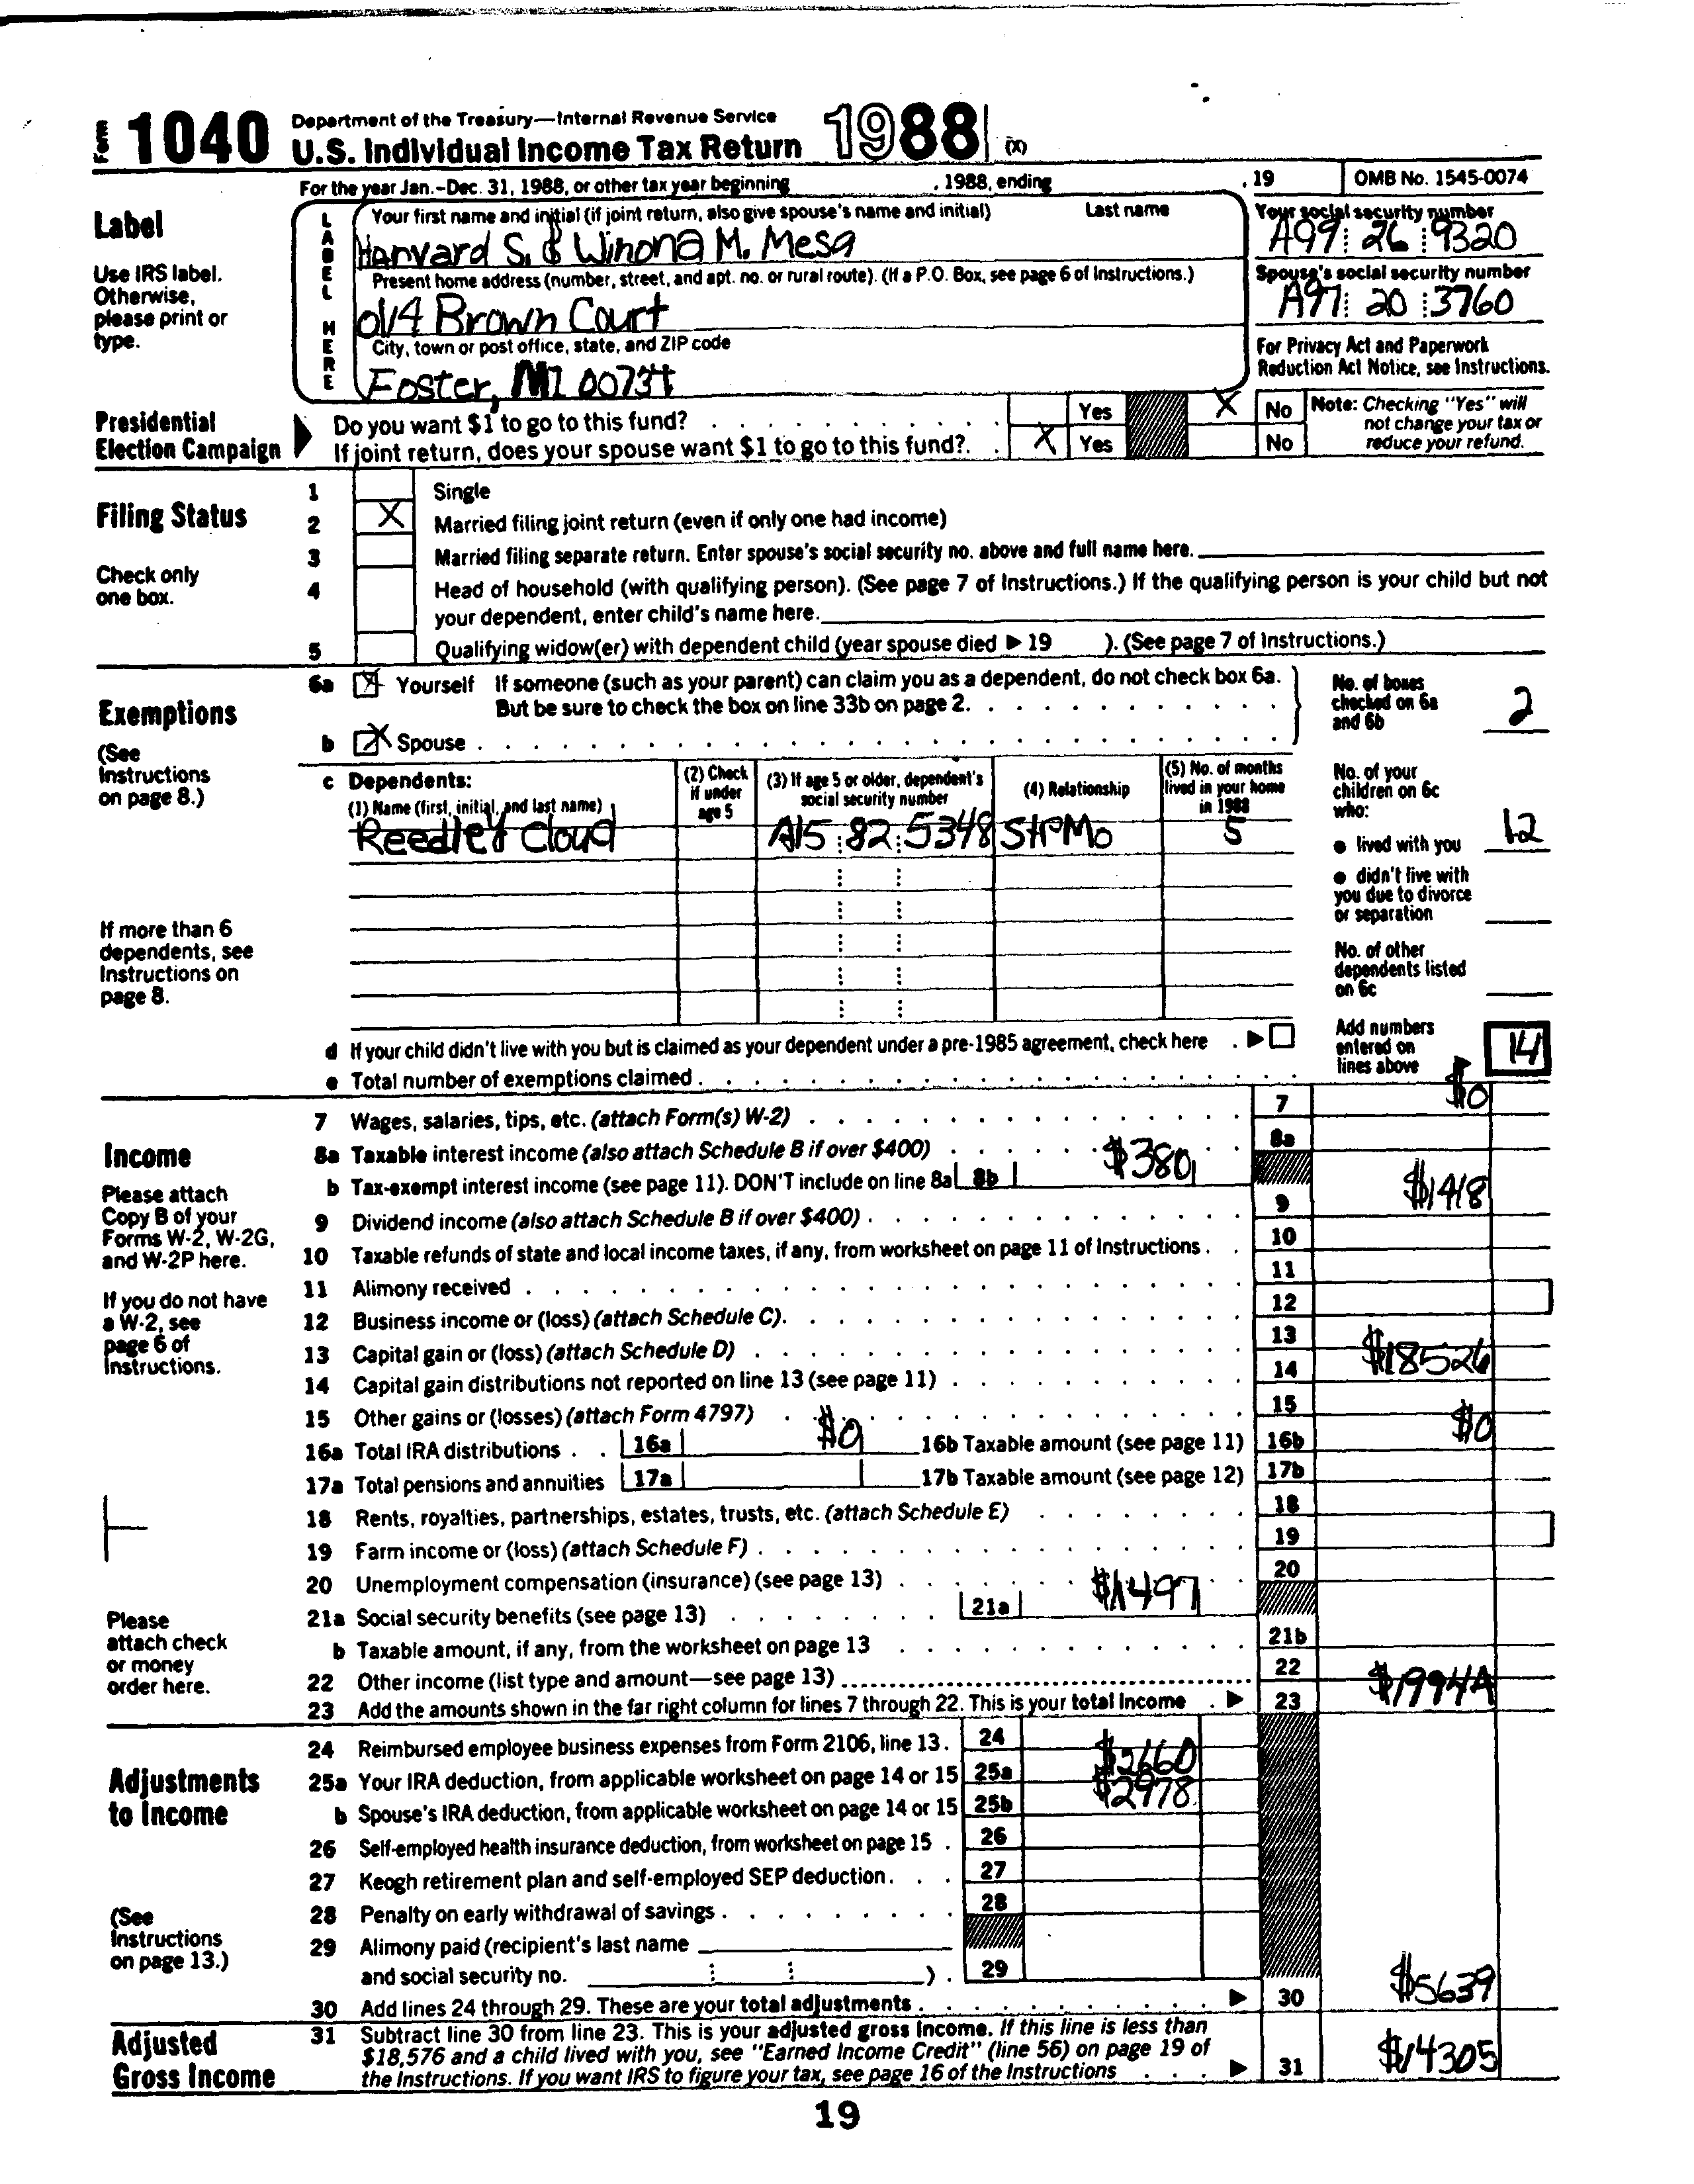 Form 1040 Department of the Treasury—Internal Revenue Service
U.S. Individual Income Tax Return 1988 (X)
For the year Jan.-Dec. 31, 1988, or other tax year beginning , 1988, ending , 19 OMB No. 1545-0074
Label
Use IRS label. Otherwise, please print or type.
LABEL HERE
Your first name and initial (if joint return, also give spouse's name and initial) Last name
Harvard S. & Winona M. Mesa
Your social security number
A99 26 9320
Present home address (number, street, and apt. no. or rural route). (If a P.O. Box, see page 6 of Instructions.)
014 Brown Court
Spouse's social security number
A97 20 3760
City, town or post office, state, and ZIP code
Foster, MI 00734
For Privacy Act and Paperwork Reduction Act Notice, see Instructions.
Presidential Election Campaign
Do you want $1 to go to this fund? Yes X No
If joint return, does your spouse want $1 to go to this fund? X Yes No
Note: Checking "Yes" will not change your tax or reduce your refund.
Filing Status
Check only one box.
1 Single
2 X Married filing joint return (even if only one had income)
3 Married filing separate return. Enter spouse's social security no. above and full name here.
4 Head of household (with qualifying person). (See page 7 of Instructions.) If the qualifying person is your child but not
your dependent, enter child's name here.
5 Qualifying widow(er) with dependent child (year spouse died ▶ 19 ). (See page 7 of Instructions.)
Exemptions
(See Instructions on page 8.)
6a X Yourself If someone (such as your parent) can claim you as a dependent, do not check box 6a.
But be sure to check the box on line 33b on page 2.
b X Spouse
No. of boxes checked on 6a and 6b 2
c Dependents:
(1) Name (first, initial, and last name)
(2) Check if under age 5
(3) If age 5 or older, dependent's social security number
(4) Relationship
(5) No. of months lived in your home in 1988
Reedley Cloud A15 82 5348 StPMo 5
No. of your children on 6c who:
● lived with you 12
● didn't live with you due to divorce or separation
No. of other dependents listed on 6c
If more than 6 dependents, see Instructions on page 8.
d If your child didn't live with you but is claimed as your dependent under a pre-1985 agreement, check here ▶
e Total number of exemptions claimed
Add numbers entered on lines above ▶ 14
Income
Please attach Copy B of your Forms W-2, W-2G, and W-2P here.
If you do not have a W-2, see page 6 of Instructions.
Please attach check or money order here.
7 Wages, salaries, tips, etc. (attach Form(s) W-2) 7 $0
8a Taxable interest income (also attach Schedule B if over $400) 8a
b Tax-exempt interest income (see page 11). DON'T include on line 8a 8b $380
9 Dividend income (also attach Schedule B if over $400) 9 $1418
10 Taxable refunds of state and local income taxes, if any, from worksheet on page 11 of Instructions 10
11 Alimony received 11
12 Business income or (loss) (attach Schedule C) 12
13 Capital gain or (loss) (attach Schedule D) 13
14 Capital gain distributions not reported on line 13 (see page 11) 14 $18526
15 Other gains or (losses) (attach Form 4797) 15
16a Total IRA distributions 16a $0 16b Taxable amount (see page 11) 16b $0
17a Total pensions and annuities 17a 17b Taxable amount (see page 12) 17b
18 Rents, royalties, partnerships, estates, trusts, etc. (attach Schedule E) 18
19 Farm income or (loss) (attach Schedule F) 19
20 Unemployment compensation (insurance) (see page 13) 20
21a Social security benefits (see page 13) 21a $1497
b Taxable amount, if any, from the worksheet on page 13 21b
22 Other income (list type and amount—see page 13) 22
23 Add the amounts shown in the far right column for lines 7 through 22. This is your total income ▶ 23 $19944
Adjustments to Income
(See Instructions on page 13.)
24 Reimbursed employee business expenses from Form 2106, line 13. 24
25a Your IRA deduction, from applicable worksheet on page 14 or 15 25a $2660
b Spouse's IRA deduction, from applicable worksheet on page 14 or 15 25b $2978
26 Self-employed health insurance deduction, from worksheet on page 15 26
27 Keogh retirement plan and self-employed SEP deduction 27
28 Penalty on early withdrawal of savings 28
29 Alimony paid (recipient's last name
and social security no. ) 29
30 Add lines 24 through 29. These are your total adjustments ▶ 30 $5639
Adjusted Gross Income
31 Subtract line 30 from line 23. This is your adjusted gross income. If this line is less than
$18,576 and a child lived with you, see "Earned Income Credit" (line 56) on page 19 of
the Instructions. If you want IRS to figure your tax, see page 16 of the Instructions ▶ 31 $14305
19